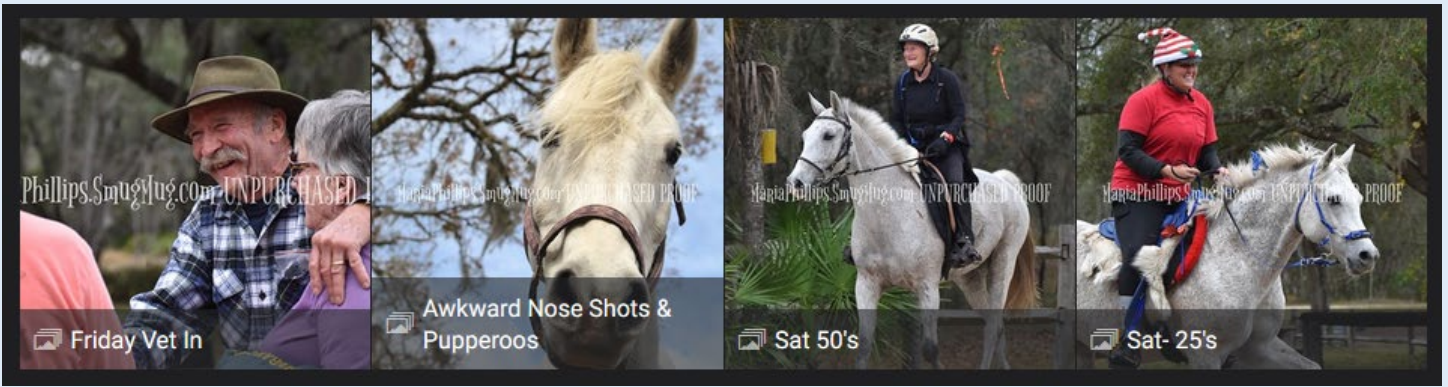 Phillips.SmugMug.com UNPURCHASED
MariaPhillips.SmugMug.com UNPURCHASED PROOF
MariaPhillips.SmugMug.com UNPURCHASED PROOF
MariaPhillips.SmugMug.com UNPURCHASED PROOF
Friday Vet In
Awkward Nose Shots &
Pupperoos
Sat 50's
Sat- 25's